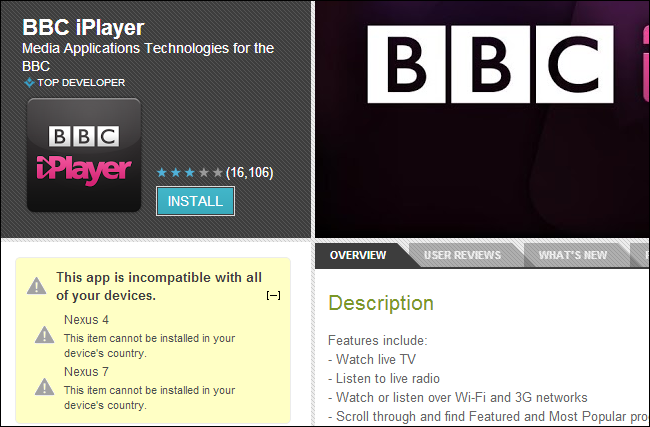 BBC iPlayer
Media Applications Technologies for the
BBC
TOP DEVELOPER
BBC
iPlayer
(16,106)
INSTALL
This app is incompatible with all
of your devices.
[–]
Nexus 4
This item cannot be installed in your
device's country.
Nexus 7
This item cannot be installed in your
device's country.
BBC
OVERVIEW
USER REVIEWS
WHAT'S NEW
Description
Features include:
- Watch live TV
- Listen to live radio
- Watch or listen over Wi-Fi and 3G networks
- Scroll through and find Featured and Most Popular